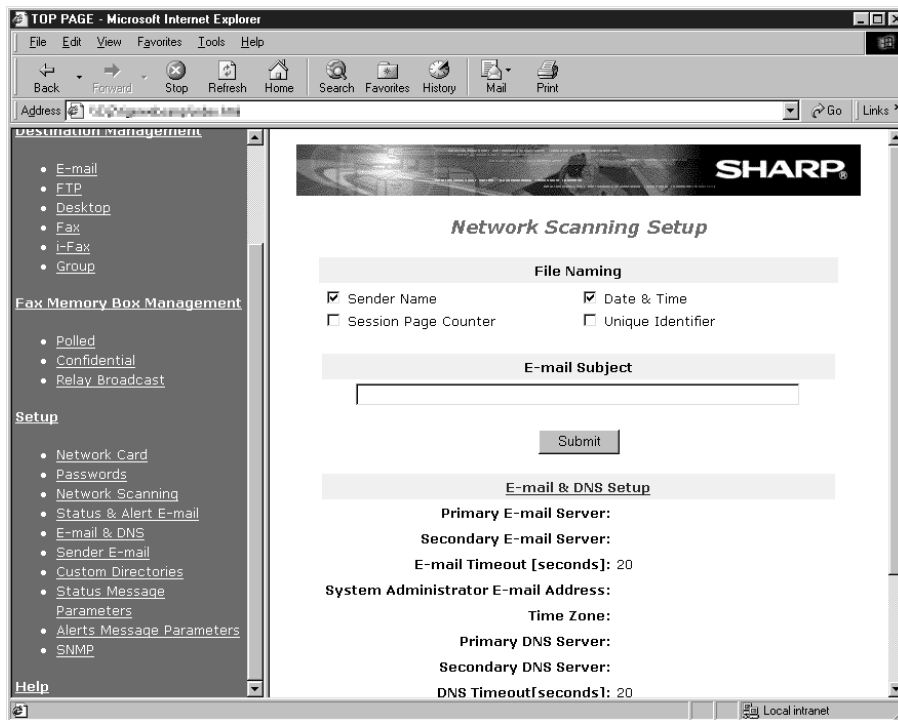 TOP PAGE - Microsoft Internet Explorer
File Edit View Favorites Tools Help
Back Forward Stop Refresh Home Search Favorites History Mail Print
Address Go Links
Destination Management
E-mail
FTP
Desktop
Fax
i-Fax
Group
Fax Memory Box Management
Polled
Confidential
Relay Broadcast
Setup
Network Card
Passwords
Network Scanning
Status & Alert E-mail
E-mail & DNS
Sender E-mail
Custom Directories
Status Message
Parameters
Alerts Message Parameters
SNMP
Help
SHARP®
Network Scanning Setup
File Naming
Sender Name Date & Time
Session Page Counter Unique Identifier
E-mail Subject
Submit
E-mail & DNS Setup
Primary E-mail Server:
Secondary E-mail Server:
E-mail Timeout [seconds]: 20
System Administrator E-mail Address:
Time Zone:
Primary DNS Server:
Secondary DNS Server:
DNS Timeout[seconds]: 20
Local intranet